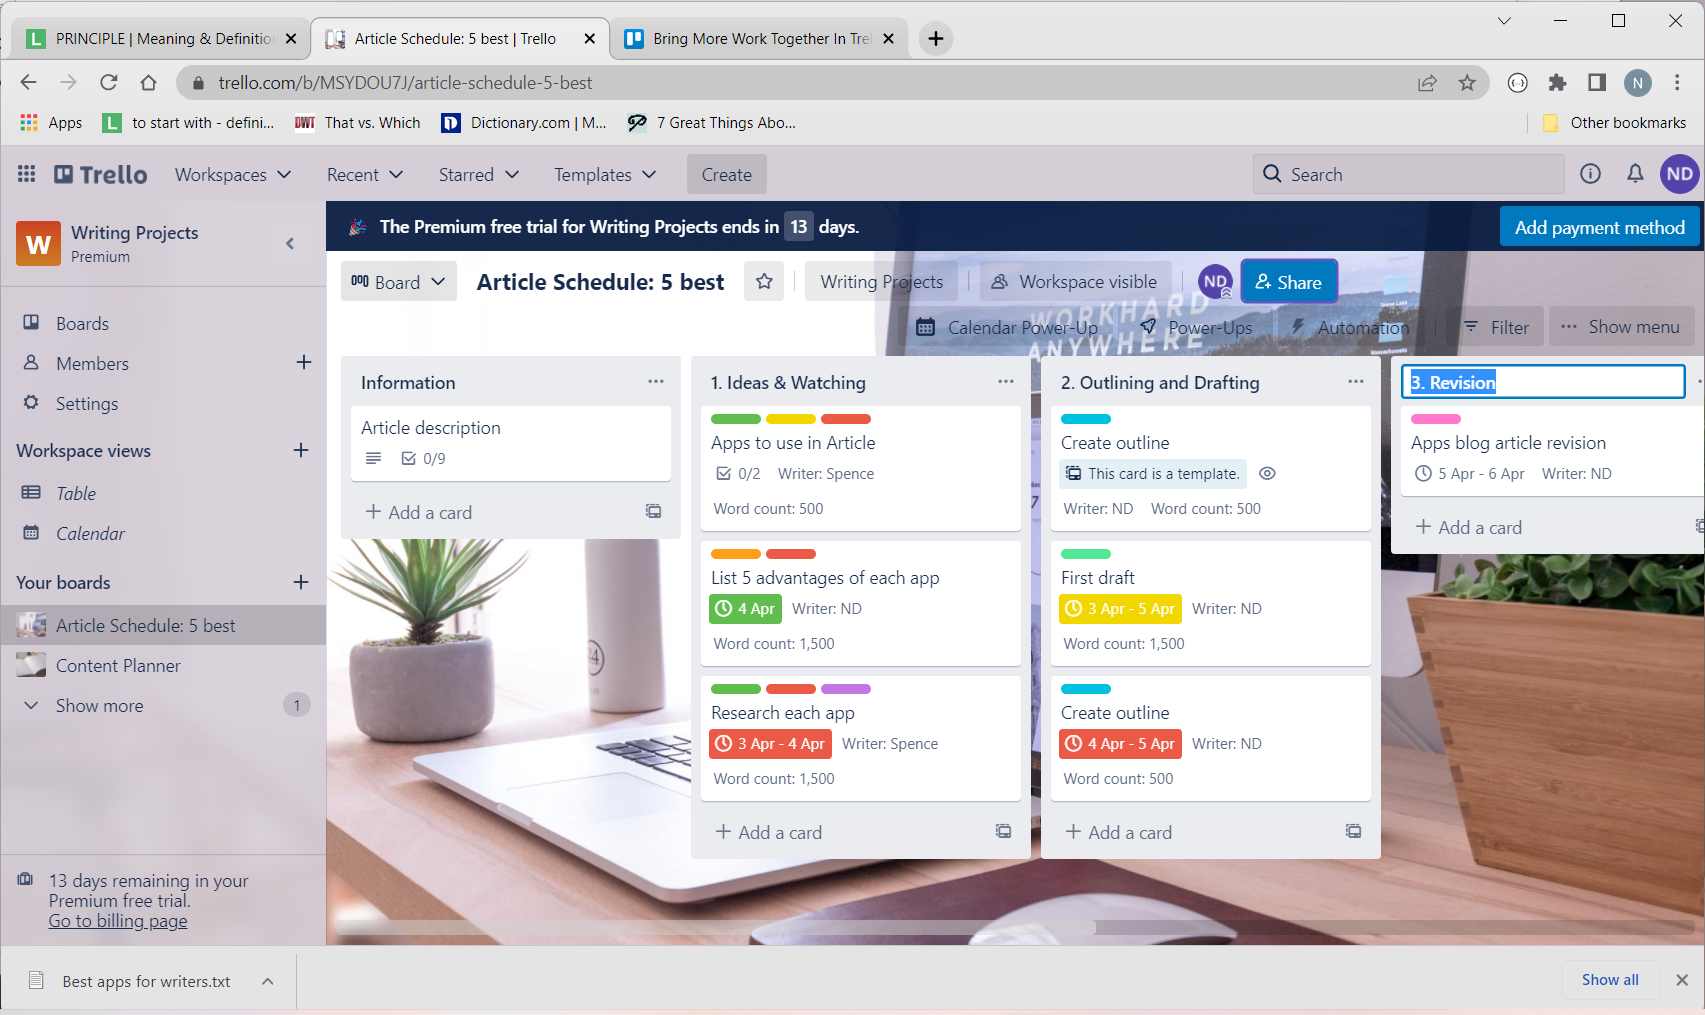 PRINCIPLE | Meaning & Definitio
Article Schedule: 5 best | Trello
Bring More Work Together In Tre
trello.com/b/MSYDOU7J/article-schedule-5-best
N
Apps
to start with - defini...
DWT That vs. Which
Dictionary.com | M...
7 Great Things Abo...
Other bookmarks
Trello
Workspaces
Recent
Starred
Templates
Create
Search
ND
W
Writing Projects
Premium
The Premium free trial for Writing Projects ends in 13 days.
Add payment method
Board
Article Schedule: 5 best
Writing Projects
Workspace visible
ND
Share
WORKHARD
ANYWHERE
Calendar Power-Up
Power-Ups
Automation
Filter
Show menu
Boards
Members
Settings
Workspace views
Table
Calendar
Your boards
Article Schedule: 5 best
Content Planner
Show more
1
13 days remaining in your
Premium free trial.
Go to billing page
Information
Article description
0/9
Add a card
1. Ideas & Watching
Apps to use in Article
0/2 Writer: Spence
Word count: 500
List 5 advantages of each app
4 Apr Writer: ND
Word count: 1,500
Research each app
3 Apr - 4 Apr Writer: Spence
Word count: 1,500
Add a card
2. Outlining and Drafting
Create outline
This card is a template.
Writer: ND Word count: 500
First draft
3 Apr - 5 Apr Writer: ND
Word count: 1,500
Create outline
4 Apr - 5 Apr Writer: ND
Word count: 500
Add a card
3. Revision
Apps blog article revision
5 Apr - 6 Apr Writer: ND
Add a card
24
Best apps for writers.txt
Show all